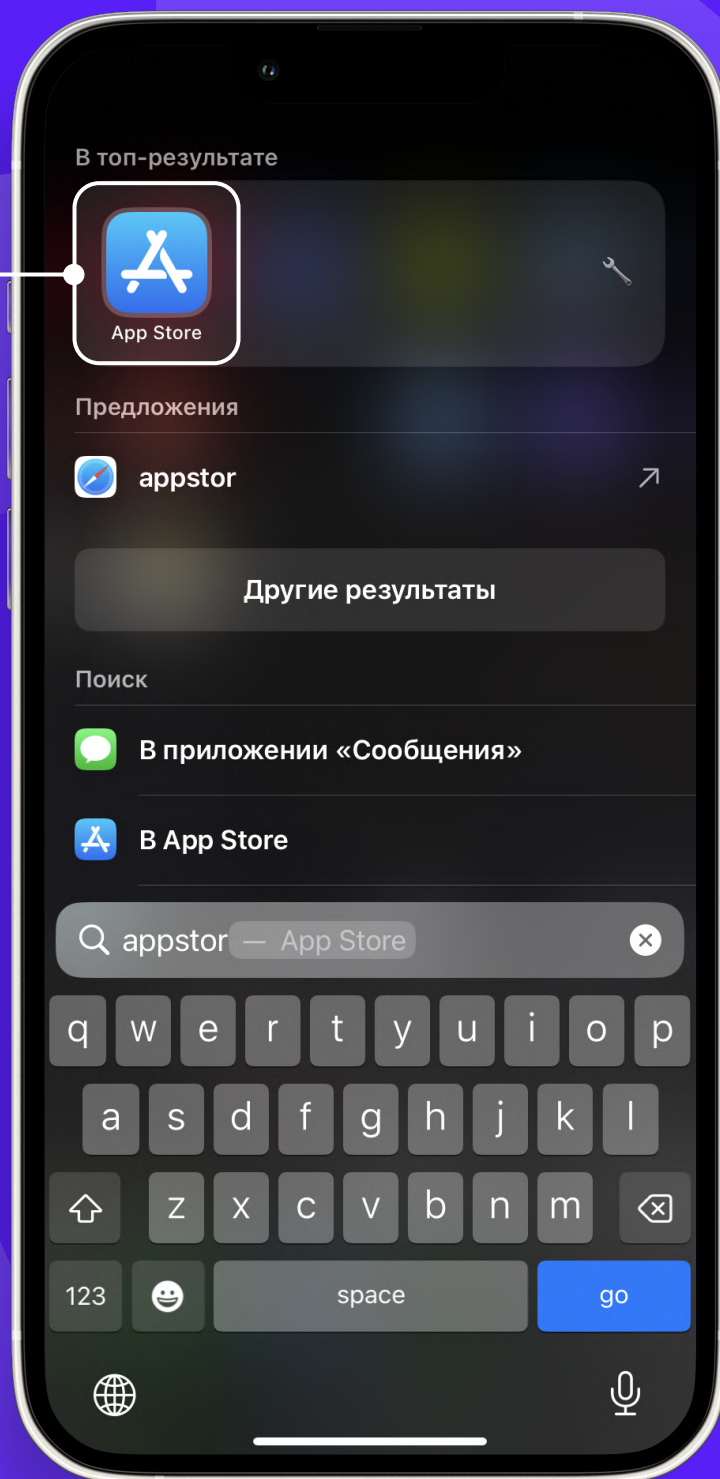 В топ-результате
App Store
Предложения
appstor
Другие результаты
Поиск
В приложении «Сообщения»
В App Store
appstor — App Store
q w e r t y u i o p
a s d f g h j k l
z x c v b n m
123 space go